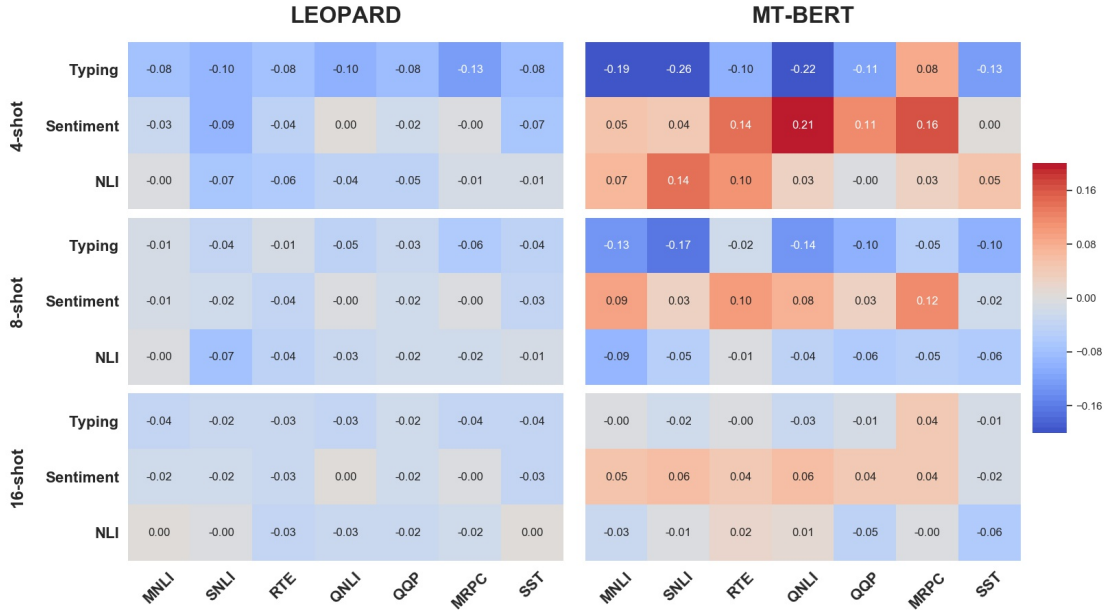 LEOPARD MT-BERT
4-shot
Typing -0.08 -0.10 -0.08 -0.10 -0.08 -0.13 -0.08 -0.19 -0.26 -0.10 -0.22 -0.11 0.08 -0.13
Sentiment -0.03 -0.09 -0.04 0.00 -0.02 -0.00 -0.07 0.05 0.04 0.14 0.21 0.11 0.16 0.00
NLI -0.00 -0.07 -0.06 -0.04 -0.05 -0.01 -0.01 0.07 0.14 0.10 0.03 -0.00 0.03 0.05
8-shot
Typing -0.01 -0.04 -0.01 -0.05 -0.03 -0.06 -0.04 -0.13 -0.17 -0.02 -0.14 -0.10 -0.05 -0.10
Sentiment -0.01 -0.02 -0.04 -0.00 -0.02 -0.00 -0.03 0.09 0.03 0.10 0.08 0.03 0.12 -0.02
NLI -0.00 -0.07 -0.04 -0.03 -0.02 -0.02 -0.01 -0.09 -0.05 -0.01 -0.04 -0.06 -0.05 -0.06
16-shot
Typing -0.04 -0.02 -0.03 -0.03 -0.02 -0.04 -0.04 -0.00 -0.02 -0.00 -0.03 -0.01 0.04 -0.01
Sentiment -0.02 -0.02 -0.03 0.00 -0.02 -0.00 -0.03 0.05 0.06 0.04 0.06 0.04 0.04 -0.02
NLI 0.00 -0.00 -0.03 -0.03 -0.02 -0.02 0.00 -0.03 -0.01 0.02 0.01 -0.05 -0.00 -0.06
MNLI SNLI RTE QNLI QQP MRPC SST MNLI SNLI RTE QNLI QQP MRPC SST
0.16
0.08
0.00
-0.08
-0.16